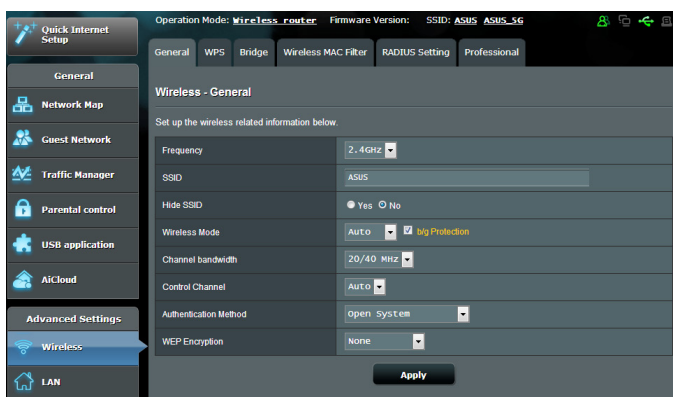 Quick Internet
Setup
Operation Mode: Wireless router Firmware Version: SSID: ASUS ASUS_5G
General WPS Bridge Wireless MAC Filter RADIUS Setting Professional
General
Network Map
Guest Network
Traffic Manager
Parental control
USB application
AiCloud
Advanced Settings
Wireless
LAN
Wireless - General
Set up the wireless related information below.
Frequency 2.4GHz
SSID ASUS
Hide SSID Yes No
Wireless Mode Auto b/g Protection
Channel bandwidth 20/40 MHz
Control Channel Auto
Authentication Method Open System
WEP Encryption None
Apply